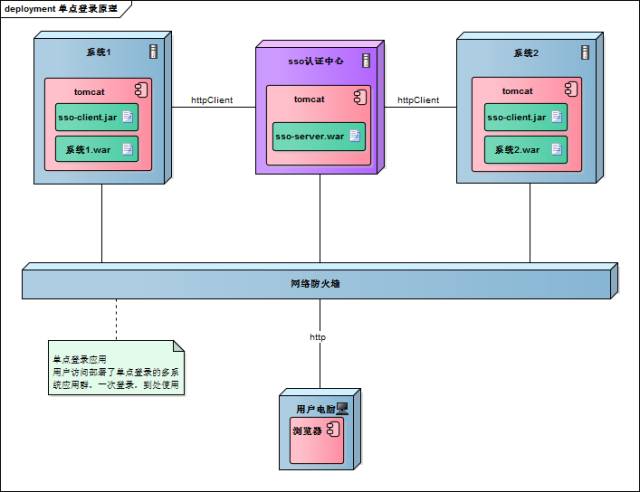 deployment 单点登录原理
系统1
tomcat
sso-client.jar
系统1.war
httpClient
sso认证中心
tomcat
sso-server.war
httpClient
系统2
tomcat
sso-client.jar
系统2.war
网络防火墙
单点登录应用
用户访问部署了单点登录的多系
统应用群，一次登录，到处使用
http
用户电脑
浏览器